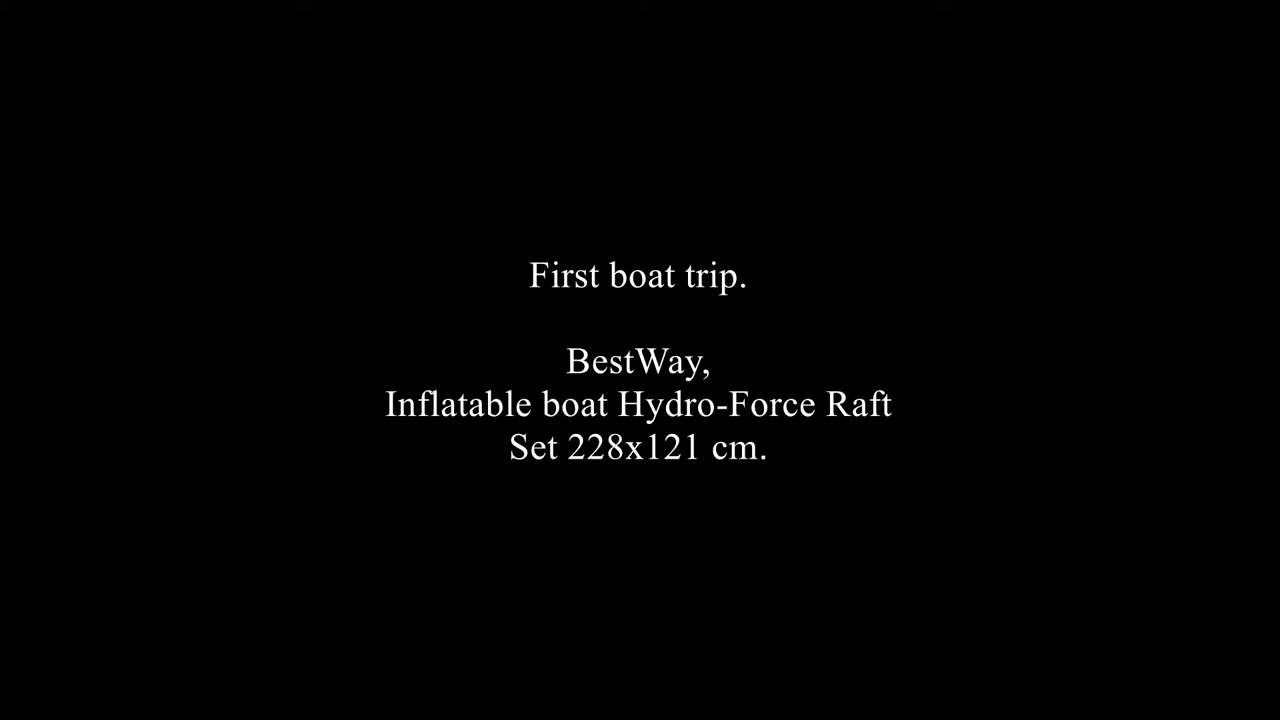 First boat trip.
BestWay,
Inflatable boat Hydro-Force Raft
Set 228x121 cm.